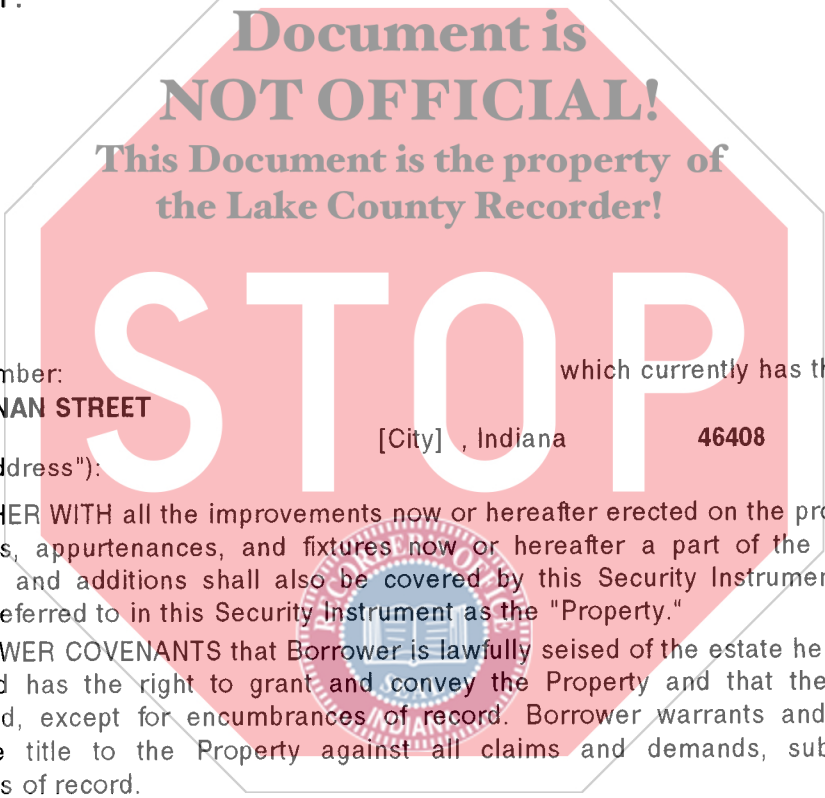 Document is
NOT OFFICIAL!
This Document is the property of
the Lake County Recorder!
STOP
mber: which currently has th
NAN STREET
[City] , Indiana 46408
ddress"):
HER WITH all the improvements now or hereafter erected on the pro
s, appurtenances, and fixtures now or hereafter a part of the
and additions shall also be covered by this Security Instrumen
eferred to in this Security Instrument as the "Property."
WER COVENANTS that Borrower is lawfully seised of the estate he
d has the right to grant and convey the Property and that the
d, except for encumbrances of record. Borrower warrants and
e title to the Property against all claims and demands, sub
s of record.
RECORDER'S OFFICE
SEAL
INDIANA